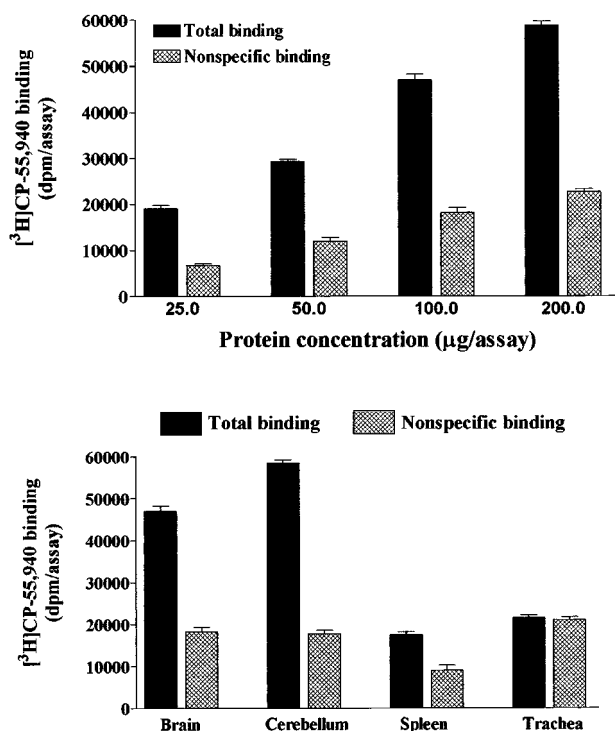 60000
50000
40000
30000
20000
10000
0
[³H]CP-55,940 binding
(dpm/assay)
Total binding
Nonspecific binding
25.0 50.0 100.0 200.0
Protein concentration (µg/assay)
Total binding Nonspecific binding
60000
50000
40000
30000
20000
10000
0
[³H]CP-55,940 binding
(dpm/assay)
Brain Cerebellum Spleen Trachea